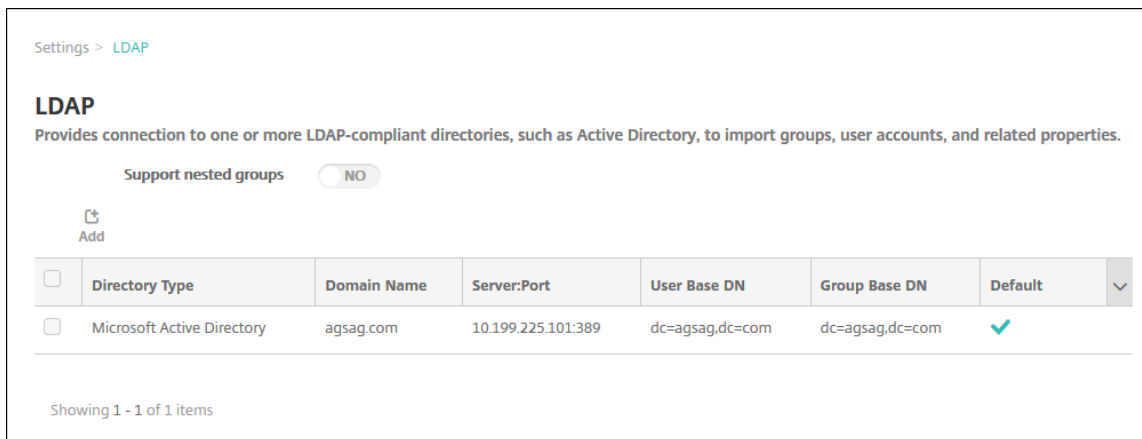 Settings > LDAP
LDAP
Provides connection to one or more LDAP-compliant directories, such as Active Directory, to import groups, user accounts, and related properties.
Support nested groups NO
Add
Directory Type Domain Name Server:Port User Base DN Group Base DN Default
Microsoft Active Directory agsag.com 10.199.225.101:389 dc=agsag,dc=com dc=agsag,dc=com
Showing 1 - 1 of 1 items